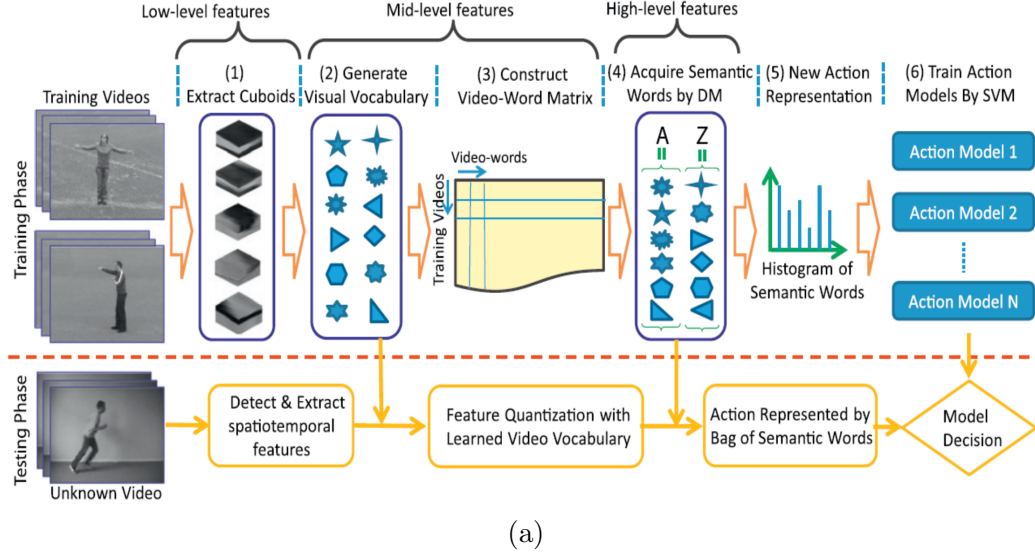 Low-level features
Mid-level features
High-level features
Training Videos
(1)
Extract Cuboids
(2) Generate
Visual Vocabulary
(3) Construct
Video-Word Matrix
(4) Acquire Semantic
Words by DM
(5) New Action
Representation
(6) Train Action
Models By SVM
Training Phase
Video-words
Training Videos
A Z
=
=
Histogram of
Semantic Words
Action Model 1
Action Model 2
Action Model N
Testing Phase
Unknown Video
Detect & Extract
spatiotemporal
features
Feature Quantization with
Learned Video Vocabulary
Action Represented by
Bag of Semantic Words
Model
Decision
(a)